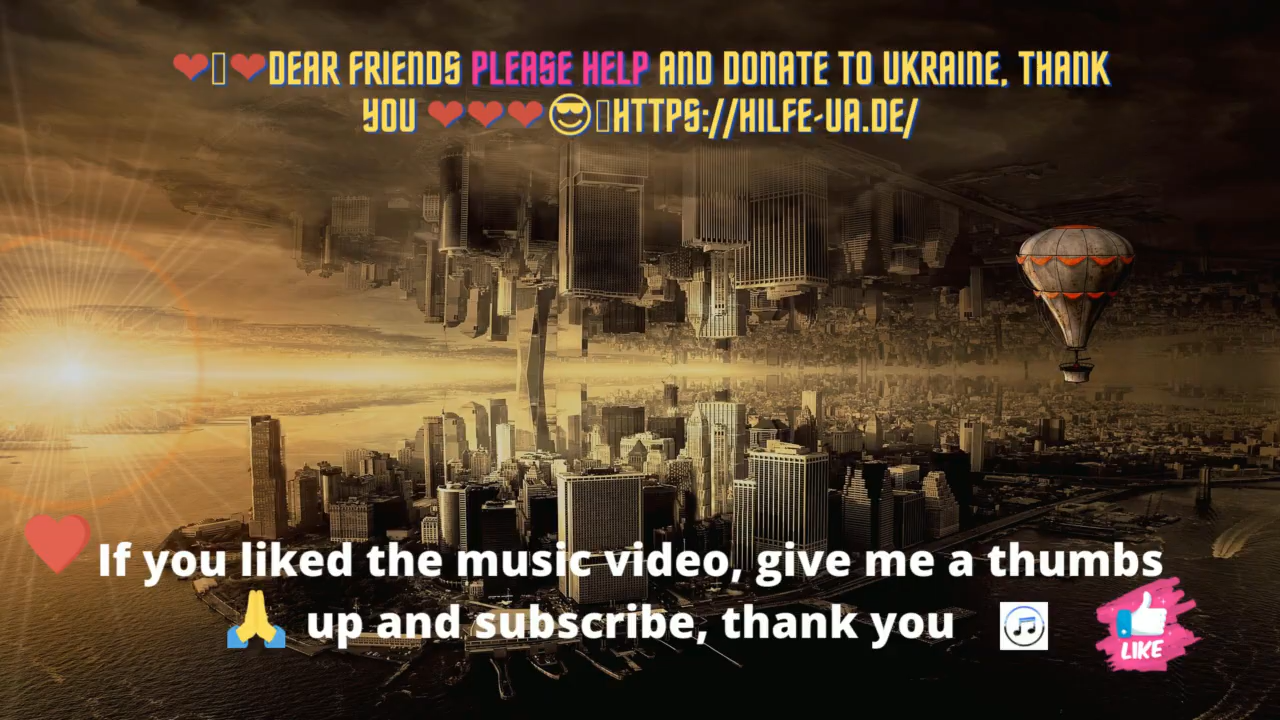 ❤▯❤DEAR FRIENDS PLEASE HELP AND DONATE TO UKRAINE, THANK
YOU ❤❤❤😎▯HTTPS://HILFE-UA.DE/
If you liked the music video, give me a thumbs
up and subscribe, thank you
LIKE